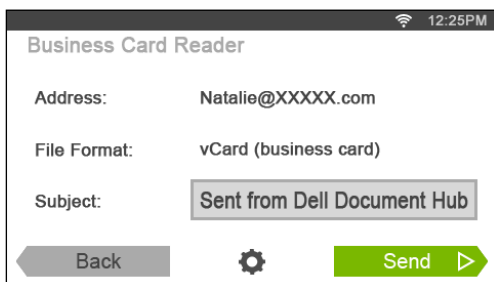 12:25PM
Business Card Reader
Address: Natalie@XXXXX.com
File Format: vCard (business card)
Subject: Sent from Dell Document Hub
Back Send